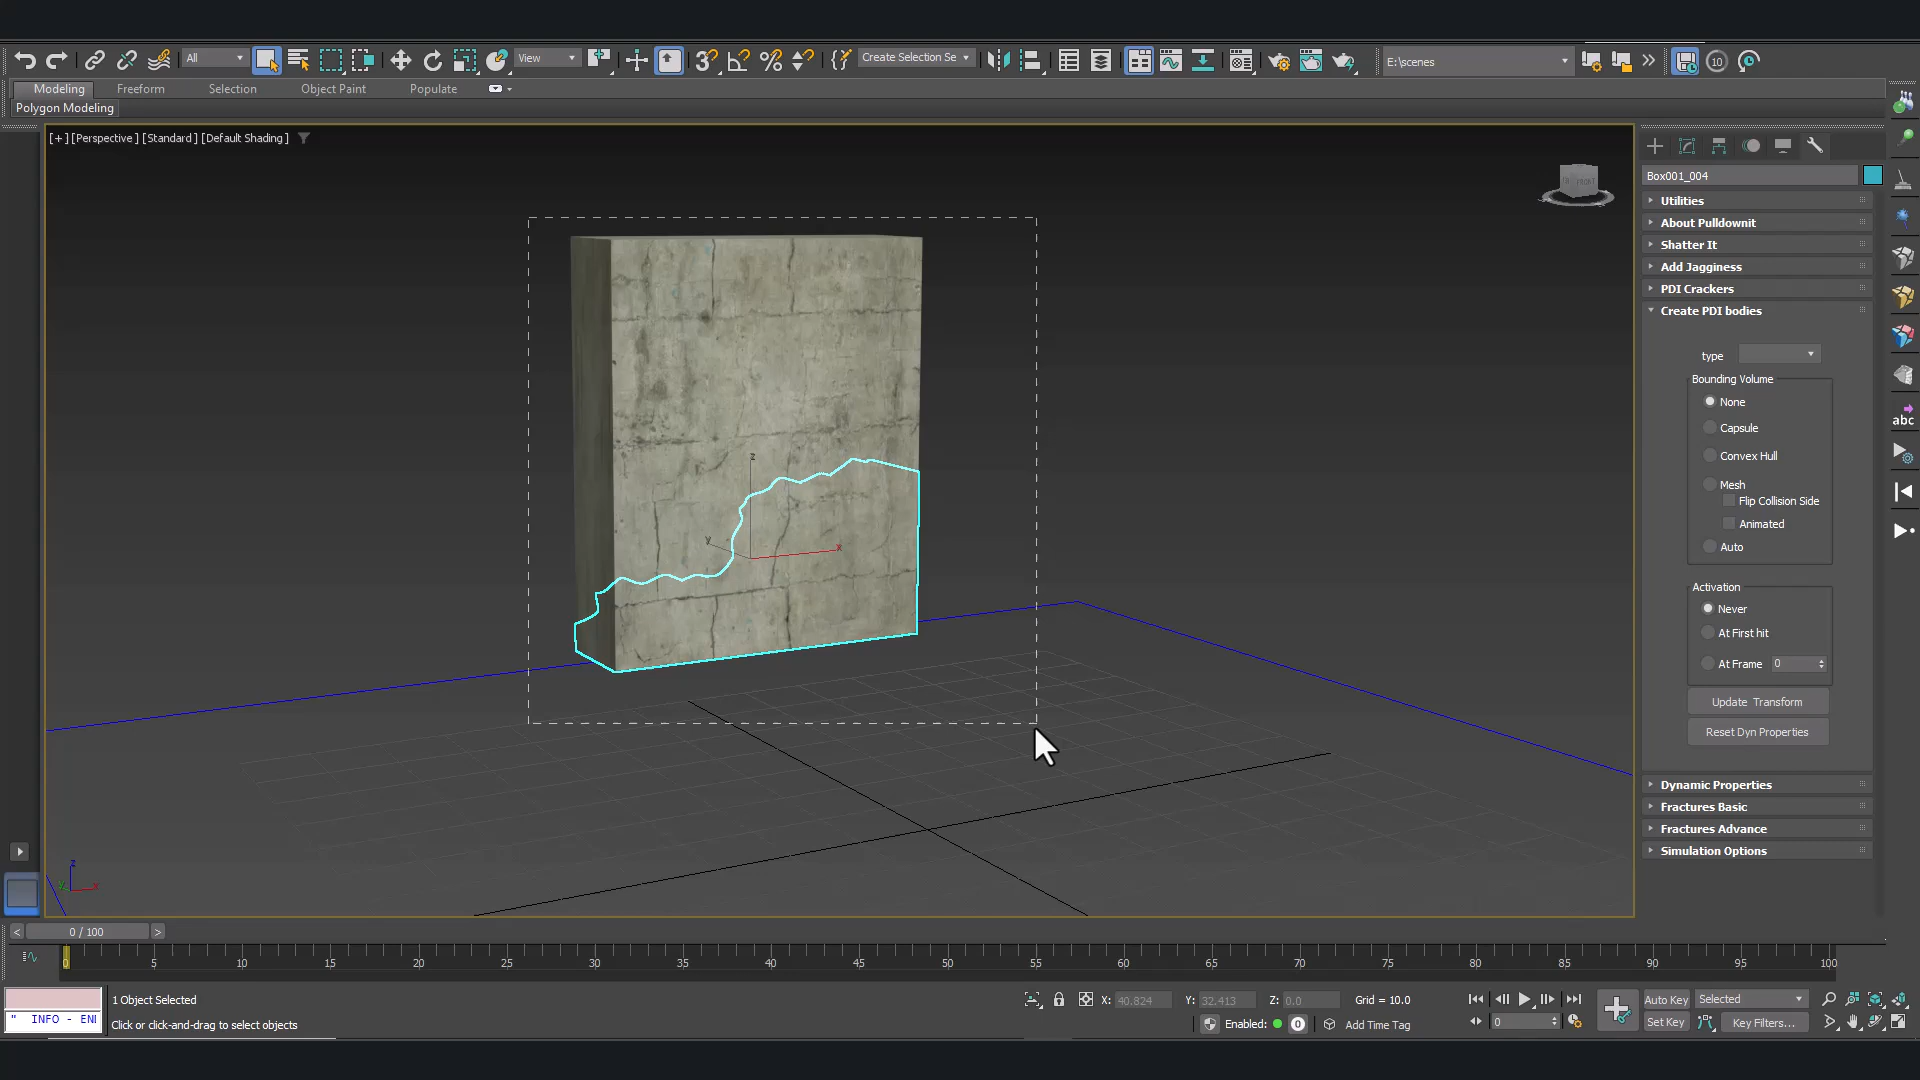 All
View
Create Selection Se
E:\scenes
10
Modeling
Freeform
Selection
Object Paint
Populate
Polygon Modeling
[+] [Perspective ] [Standard ] [Default Shading ]
FRONT
z
y
x
z
y
x
Box001_004
Utilities
About Pulldownit
Shatter It
Add Jagginess
PDI Crackers
Create PDI bodies
type
Bounding Volume
None
Capsule
Convex Hull
Mesh
Flip Collision Side
Animated
Auto
Activation
Never
At First hit
At Frame
0
Update Transform
Reset Dyn Properties
Dynamic Properties
Fractures Basic
Fractures Advance
Simulation Options
abc
< 0 / 100 >
0 5 10 15 20 25 30 35 40 45 50 55 60 65 70 75 80 85 90 95 100
1 Object Selected
Click or click-and-drag to select objects
" INFO - ENI
X: 40.824 Y: 32.413 Z: 0.0 Grid = 10.0
Enabled: 0 Add Time Tag
0
Auto Key Selected
Set Key Key Filters...